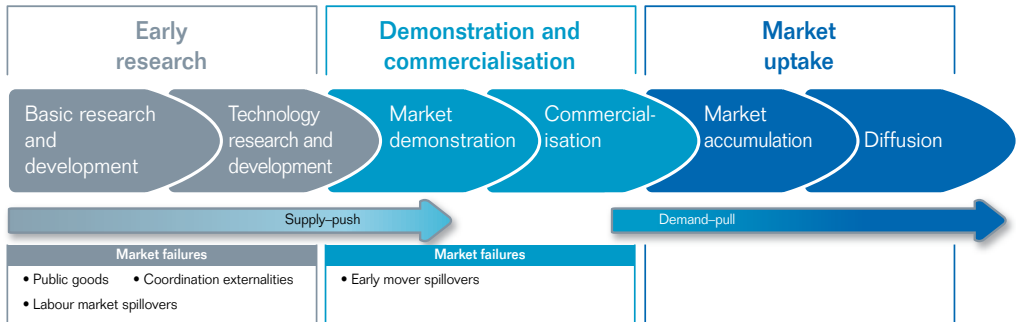 Early
research
Demonstration and
commercialisation
Market
uptake
Basic research
and
development
Technology
research and
development
Market
demonstration
Commercial-
isation
Market
accumulation
Diffusion
Supply–push
Demand–pull
Market failures
• Public goods • Coordination externalities
• Labour market spillovers
Market failures
• Early mover spillovers